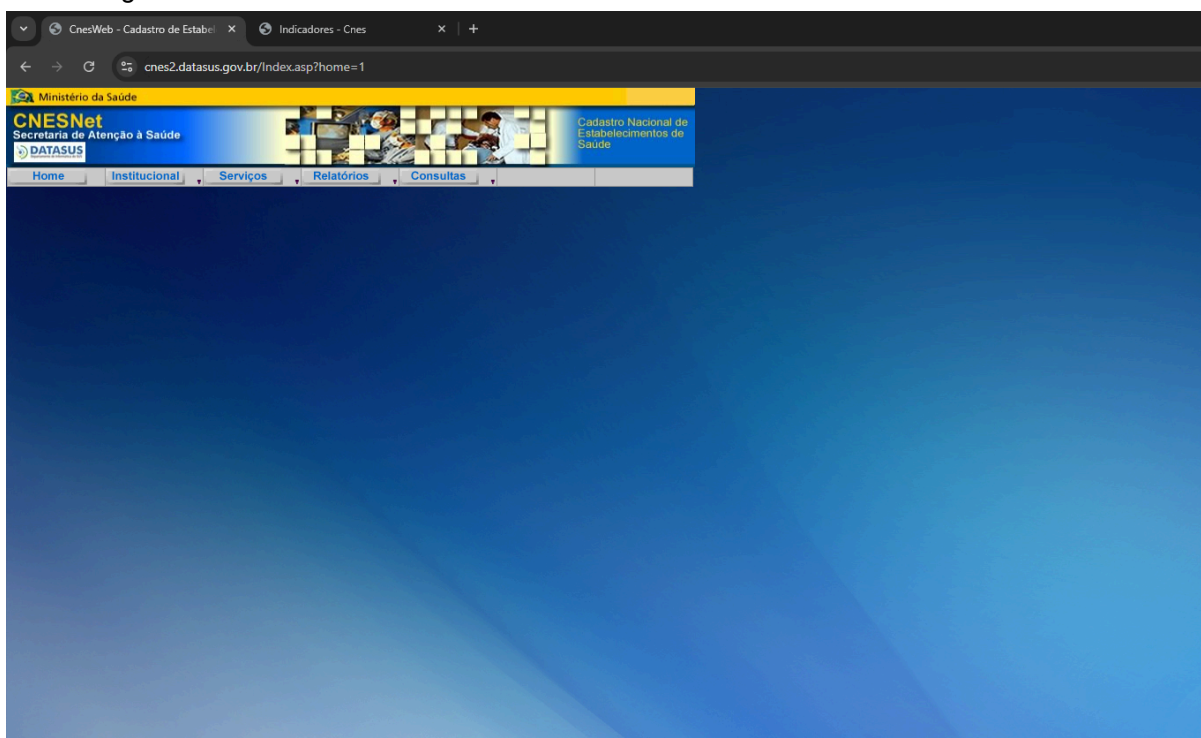 CnesWeb - Cadastro de Estabel
Indicadores - Cnes
cnes2.datasus.gov.br/Index.asp?home=1
Ministério da Saúde
CNESNet
Secretaria de Atenção à Saúde
DATASUS
Cadastro Nacional de
Estabelecimentos de
Saúde
Home Institucional Serviços Relatórios Consultas